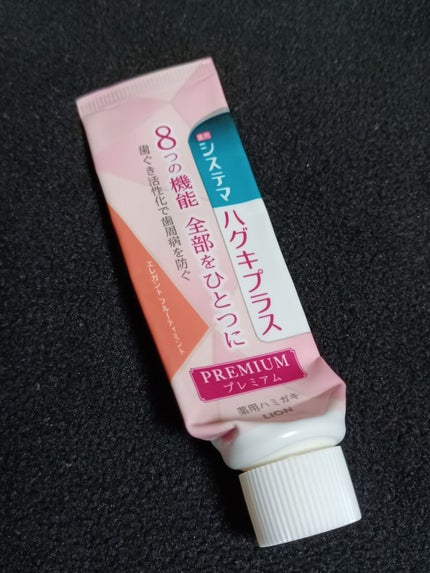 薬用
システマ
ハグキプラス
8つの機能 全部をひとつに
歯ぐき活性化で歯周病を防ぐ
エレガントフルーティミント
PREMIUM
プレミアム
薬用ハミガキ
LION